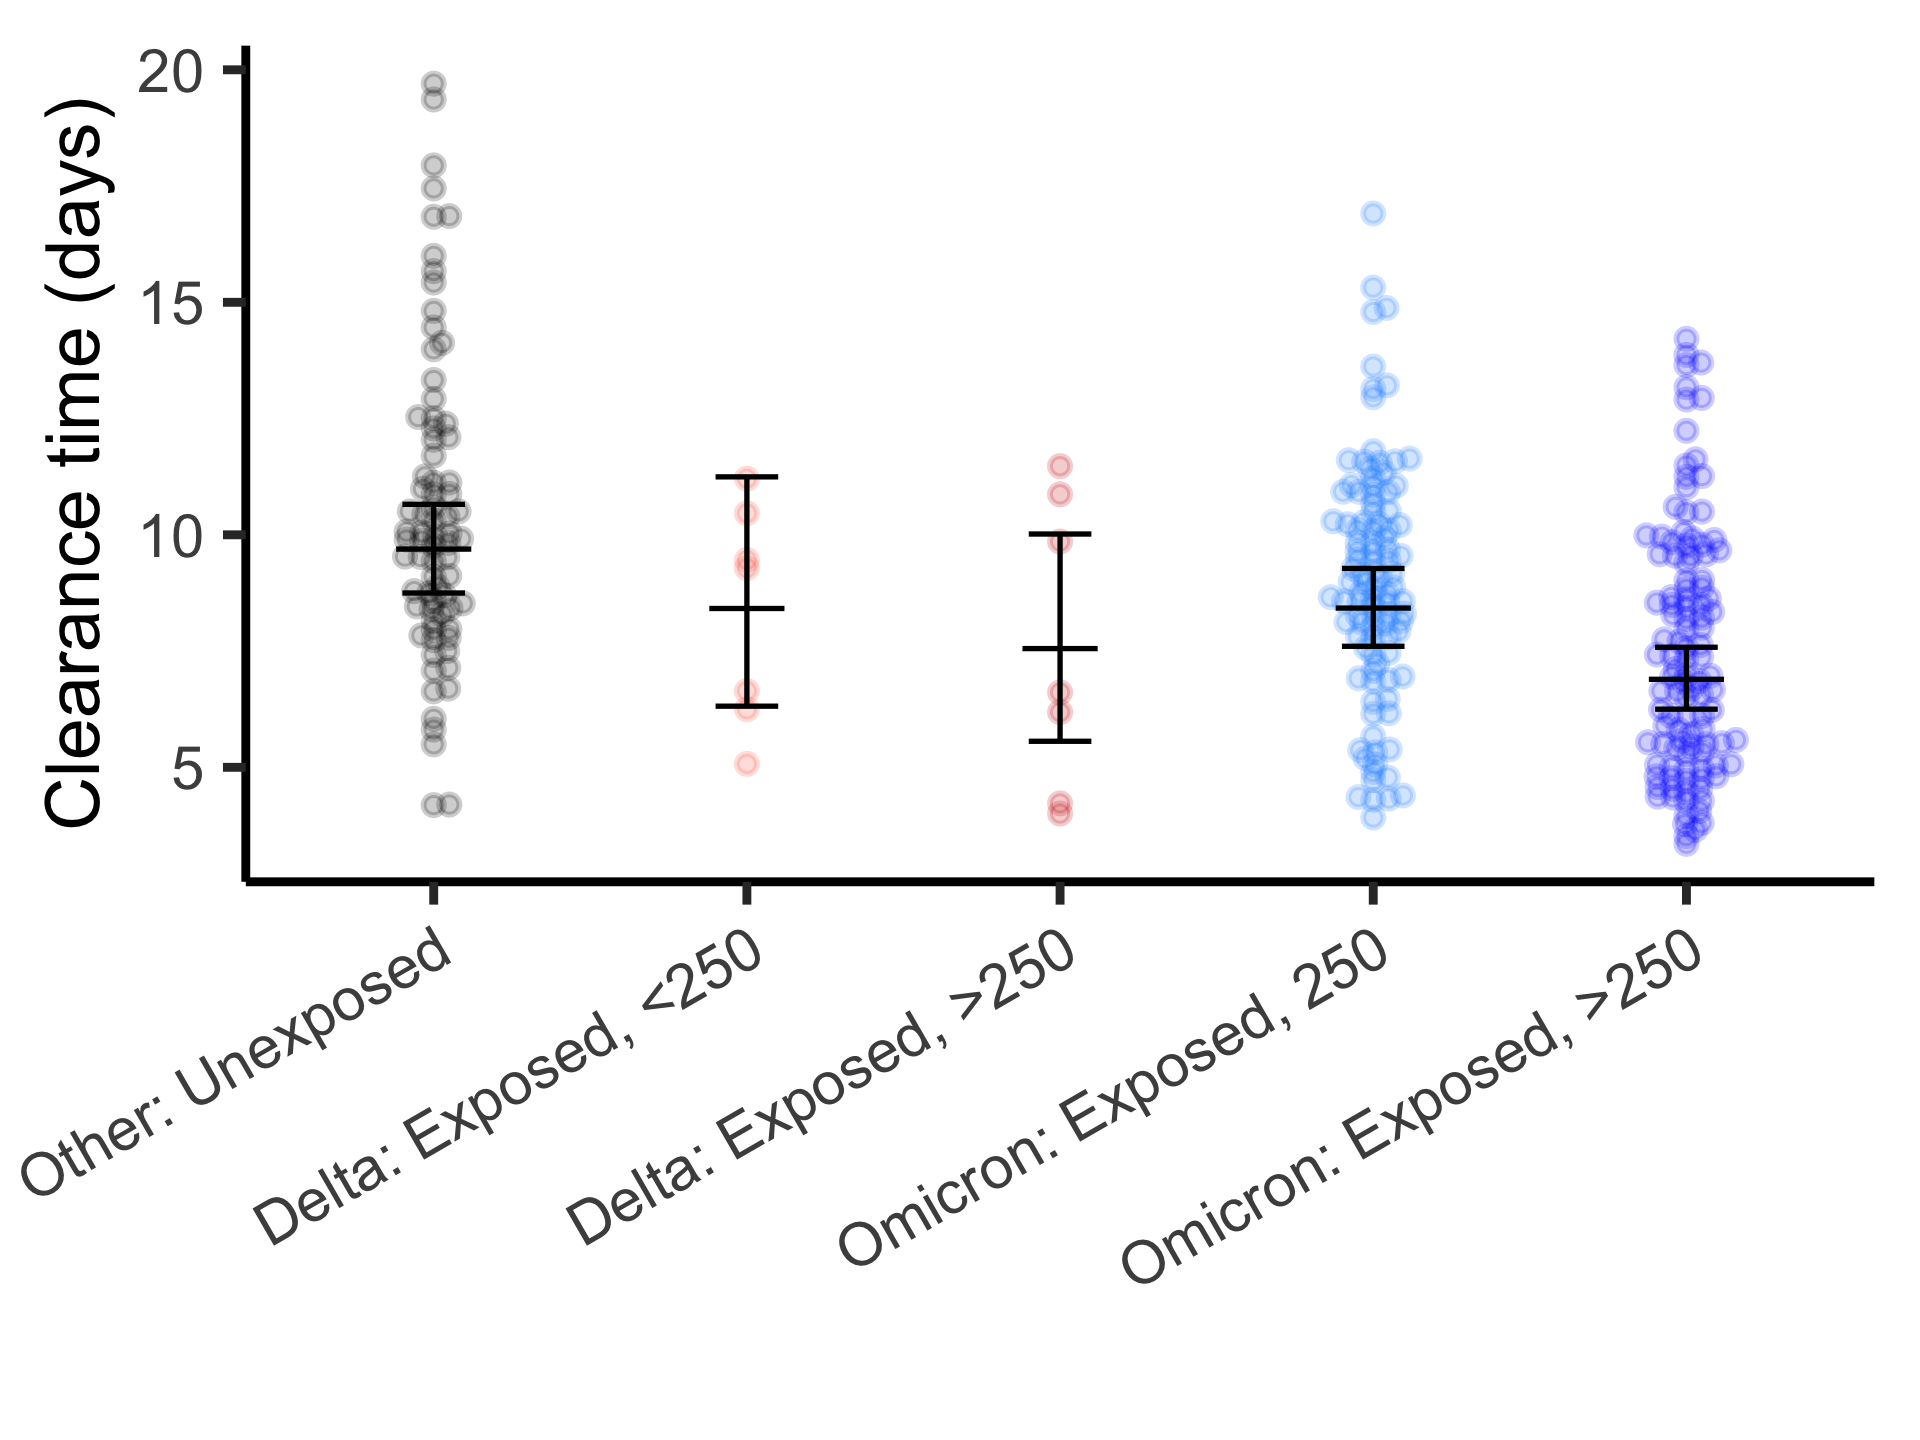 Clearance time (days)
20
15
10
5
Other: Unexposed
Delta: Exposed, <250
Delta: Exposed, >250
Omicron: Exposed, 250
Omicron: Exposed, >250